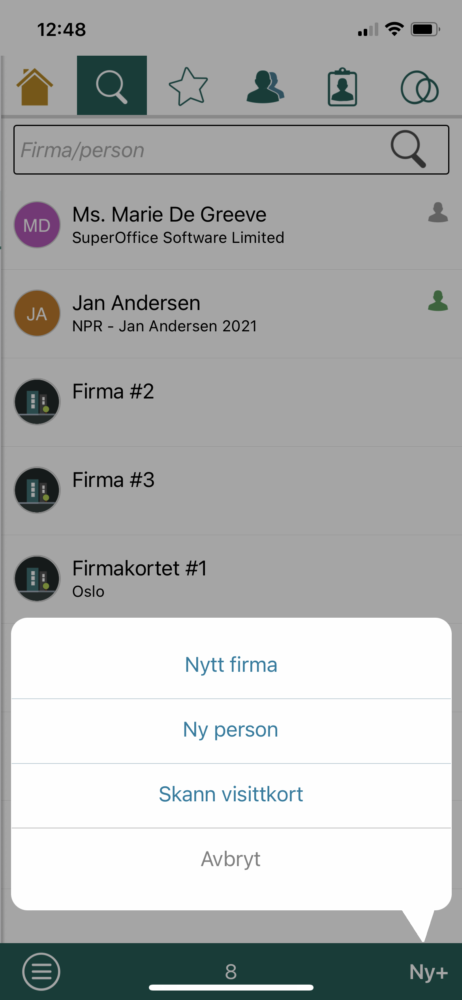 12:48
Firma/person
MD
Ms. Marie De Greeve
SuperOffice Software Limited
JA
Jan Andersen
NPR - Jan Andersen 2021
Firma #2
Firma #3
Firmakortet #1
Oslo
Nytt firma
Ny person
Skann visittkort
Avbryt
8
Ny+